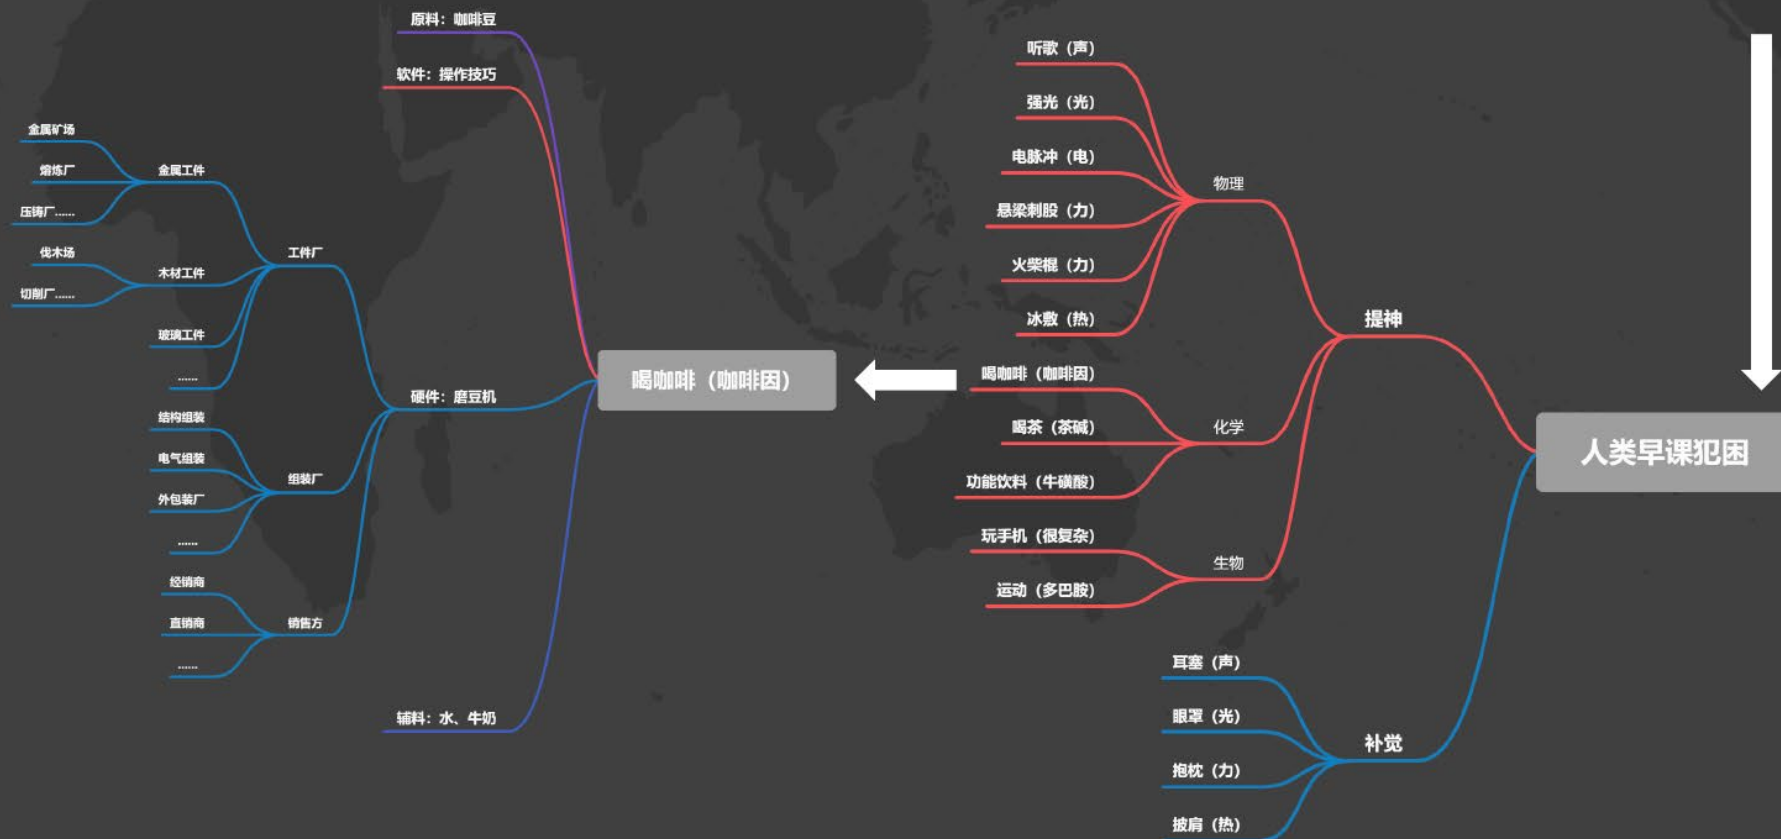 原料：咖啡豆
软件：操作技巧
金属矿场
熔炼厂
压铸厂......
金属工件
伐木场
切削厂......
木材工件
玻璃工件
......
工件厂
结构组装
电气组装
外包装厂
......
组装厂
经销商
直销商
......
销售方
硬件：磨豆机
辅料：水、牛奶
喝咖啡（咖啡因）
听歌（声）
强光（光）
电脉冲（电）
悬梁刺股（力）
火柴棍（力）
冰敷（热）
物理
喝咖啡（咖啡因）
喝茶（茶碱）
功能饮料（牛磺酸）
化学
玩手机（很复杂）
运动（多巴胺）
生物
提神
耳塞（声）
眼罩（光）
抱枕（力）
披肩（热）
补觉
人类早课犯困